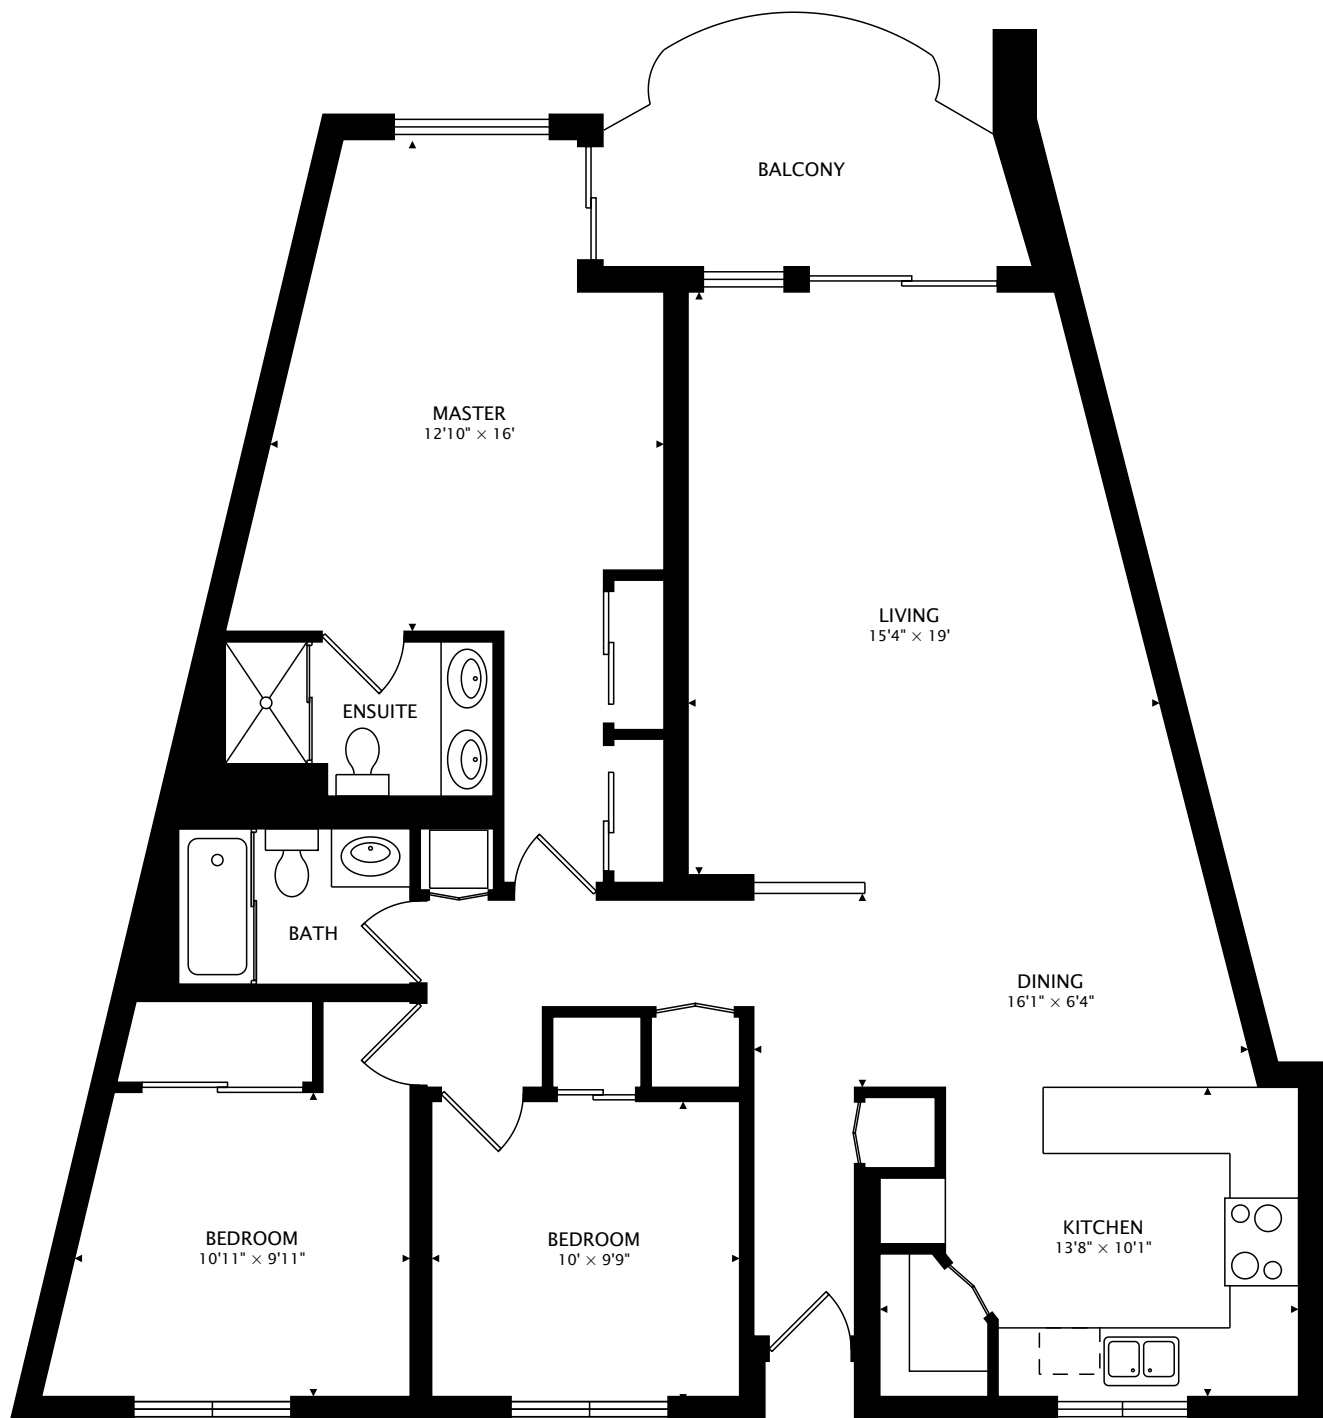 BALCONY
MASTER
12'10" × 16'
LIVING
15'4" × 19'
ENSUITE
BATH
DINING
16'1" × 6'4"
BEDROOM
10'11" × 9'11"
BEDROOM
10' × 9'9"
KITCHEN
13'8" × 10'1"